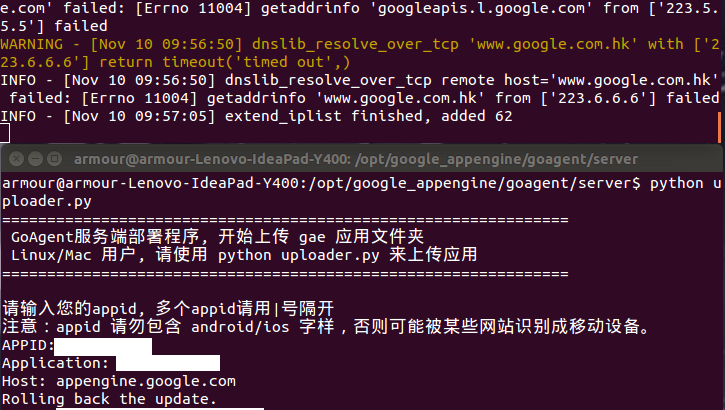 e.com' failed: [Errno 11004] getaddrinfo 'googleapis.l.google.com' from ['223.5.
5.5'] failed
WARNING - [Nov 10 09:56:50] dnslib_resolve_over_tcp 'www.google.com.hk' with ['2
23.6.6.6'] return timeout('timed out',)
INFO - [Nov 10 09:56:50] dnslib_resolve_over_tcp remote host='www.google.com.hk'
 failed: [Errno 11004] getaddrinfo 'www.google.com.hk' from ['223.6.6.6'] failed
INFO - [Nov 10 09:57:05] extend_iplist finished, added 62
armour@armour-Lenovo-IdeaPad-Y400: /opt/google_appengine/goagent/server
armour@armour-Lenovo-IdeaPad-Y400:/opt/google_appengine/goagent/server$ python u
ploader.py
===============================================================
 GoAgent服务端部署程序, 开始上传 gae 应用文件夹
 Linux/Mac 用户, 请使用 python uploader.py 来上传应用
===============================================================
请输入您的appid, 多个appid请用|号隔开
注意：appid 请勿包含 android/ios 字样，否则可能被某些网站识别成移动设备。
APPID:
Application:
Host: appengine.google.com
Rolling back the update.